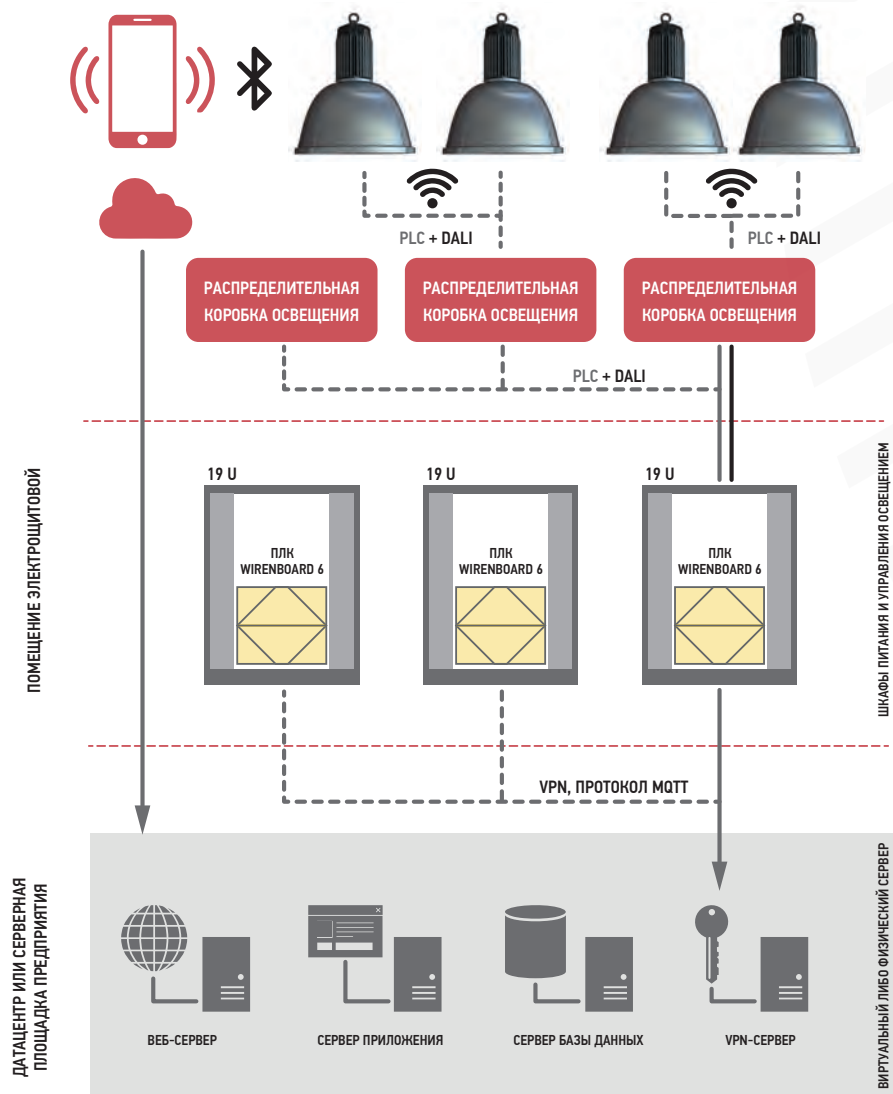 PLC + DALI
PLC + DALI
РАСПРЕДЕЛИТЕЛЬНАЯ
КОРОБКА ОСВЕЩЕНИЯ
РАСПРЕДЕЛИТЕЛЬНАЯ
КОРОБКА ОСВЕЩЕНИЯ
РАСПРЕДЕЛИТЕЛЬНАЯ
КОРОБКА ОСВЕЩЕНИЯ
PLC + DALI
ПОМЕЩЕНИЕ ЭЛЕКТРОЩИТОВОЙ
19 U
ПЛК
WIRENBOARD 6
19 U
ПЛК
WIRENBOARD 6
19 U
ПЛК
WIRENBOARD 6
ШКАФЫ ПИТАНИЯ И УПРАВЛЕНИЯ ОСВЕЩЕНИЕМ
VPN, ПРОТОКОЛ MQTT
ДАТАЦЕНТР ИЛИ СЕРВЕРНАЯ
ПЛОЩАДКА ПРЕДПРИЯТИЯ
ВЕБ-СЕРВЕР
СЕРВЕР ПРИЛОЖЕНИЯ
СЕРВЕР БАЗЫ ДАННЫХ
VPN-СЕРВЕР
ВИРТУАЛЬНЫЙ ЛИБО ФИЗИЧЕСКИЙ СЕРВЕР